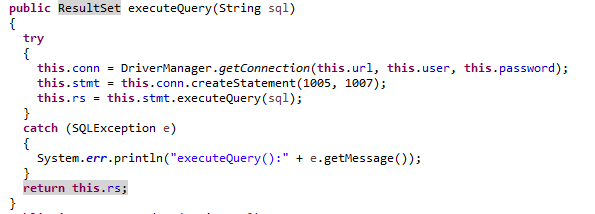 public ResultSet executeQuery(String sql)
{
try
{
this.conn = DriverManager.getConnection(this.url, this.user, this.password);
this.stmt = this.conn.createStatement(1005, 1007);
this.rs = this.stmt.executeQuery(sql);
}
catch (SQLException e)
{
System.err.println("executeQuery():" + e.getMessage());
}
return this.rs;
}